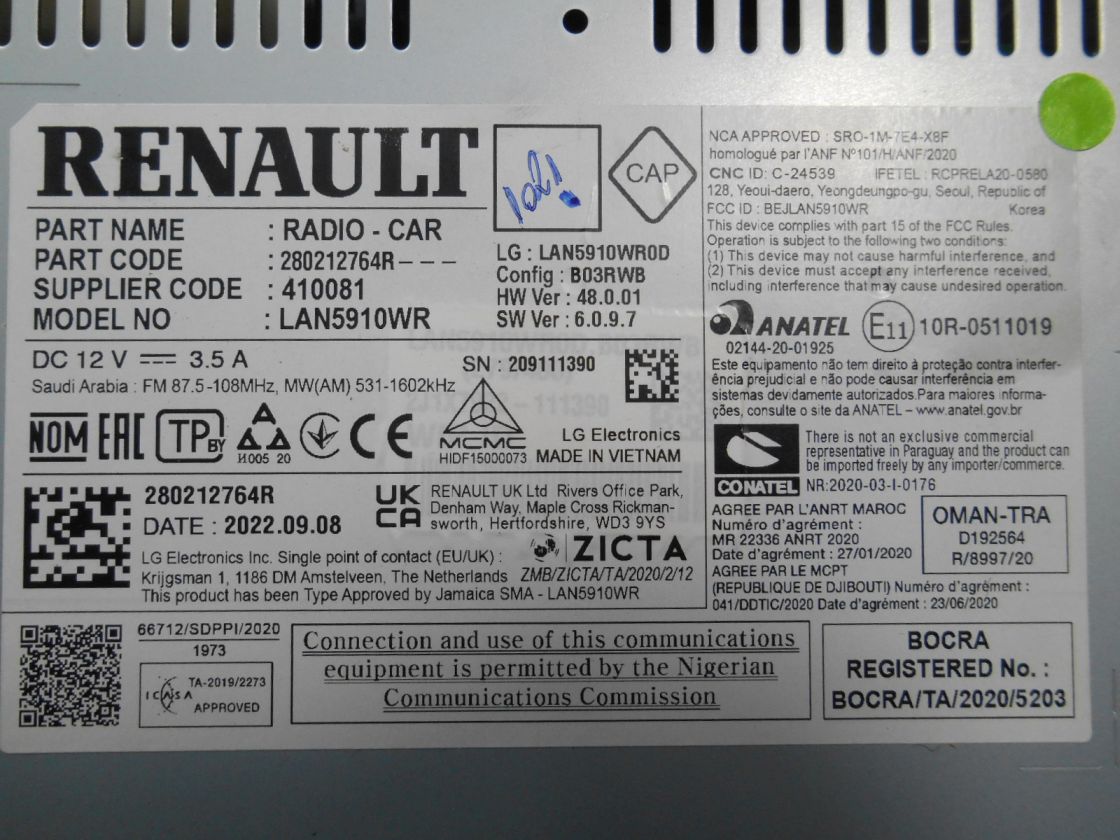 RENAULT
1021!
CAP
PART NAME : RADIO - CAR
PART CODE : 280212764R- - -
SUPPLIER CODE : 410081
MODEL NO : LAN5910WR
LG : LAN5910WR0D
Config : B03RWB
HW Ver : 48.0.01
SW Ver : 6.0.9.7
DC 12 V 3.5 A
Saudi Arabia : FM 87.5-108MHz, MW(AM) 531-1602kHz
SN : 209111390
NOM EAC TP BY И005 20 CE
MCMC
HIDF15000073
LG Electronics
MADE IN VIETNAM
280212764R
DATE : 2022.09.08
UK
CA
RENAULT UK Ltd Rivers Office Park,
Denham Way, Maple Cross Rickman-
sworth, Hertfordshire, WD3 9YS
LG Electronics Inc. Single point of contact (EU/UK) :
Krijgsman 1, 1186 DM Amstelveen, The Netherlands
ZICTA
ZMB/ZICTA/TA/2020/2/12
This product has been Type Approved by Jamaica SMA - LAN5910WR
NCA APPROVED : SRO-1M-7E4-X8F
homologué par l'ANF Nº101/H/ANF/2020
CNC ID: C-24539 IFETEL : RCPRELA20-0580
128, Yeoui-daero, Yeongdeungpo-gu, Seoul, Republic of
FCC ID : BEJLAN5910WR Korea
This device complies with part 15 of the FCC Rules.
Operation is subject to the following two conditions:
(1) This device may not cause harmful interference, and
(2) This device must accept any interference received,
including interference that may cause undesired operation.
ANATEL
02144-20-01925
E11 10R-0511019
Este equipamento não tem direito à proteção contra interfer-
ência prejudicial e não pode causar interferência em
sistemas devidamente autorizados.Para maiores informa-
ções, consulte o site da ANATEL – www.anatel.gov.br
CONATEL
There is not an exclusive commercial
representative in Paraguay and the product can
be imported freely by any importer/commerce.
NR:2020-03-I-0176
AGREE PAR L'ANRT MAROC
Numéro d'agrément :
MR 22336 ANRT 2020
Date d'agrément : 27/01/2020
AGREE PAR LE MCPT
(REPUBLIQUE DE DJIBOUTI) Numéro d'agrément :
041/DDTIC/2020 Date d'agrément : 23/06/2020
OMAN-TRA
D192564
R/8997/20
66712/SDPPI/2020
1973
ICASA
TA-2019/2273
APPROVED
Connection and use of this communications
equipment is permitted by the Nigerian
Communications Commission
BOCRA
REGISTERED No. :
BOCRA/TA/2020/5203